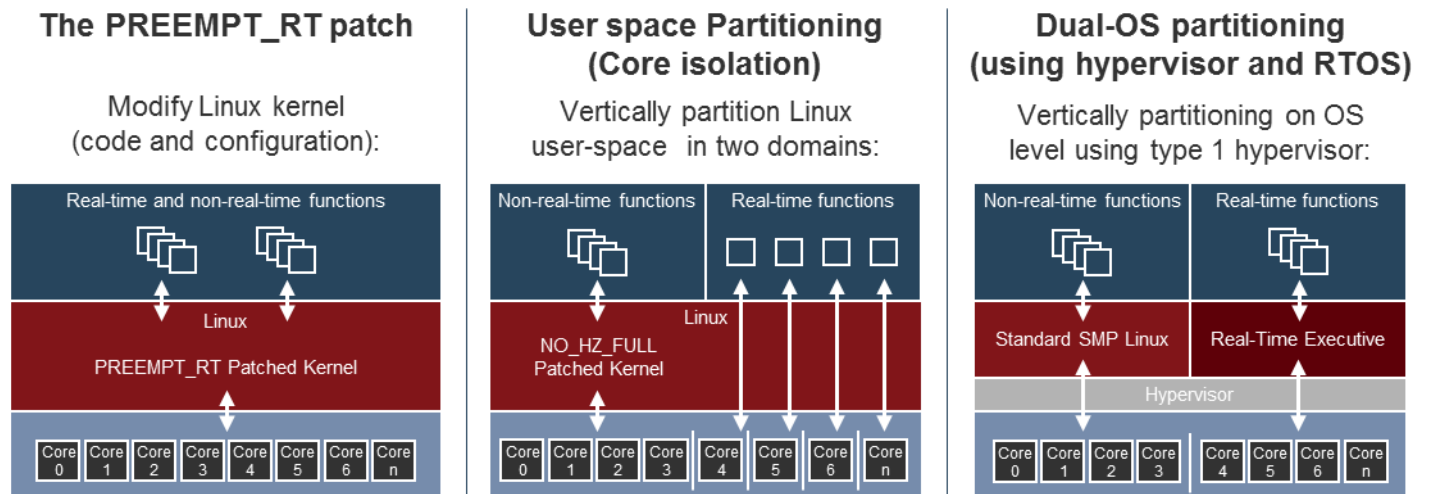 The PREEMPT_RT patch
Modify Linux kernel
(code and configuration):
Real-time and non-real-time functions
Linux
PREEMPT_RT Patched Kernel
Core 0
Core 1
Core 2
Core 3
Core 4
Core 5
Core 6
Core n
User space Partitioning
(Core isolation)
Vertically partition Linux
user-space in two domains:
Non-real-time functions
Real-time functions
Linux
NO_HZ_FULL
Patched Kernel
Core 0
Core 1
Core 2
Core 3
Core 4
Core 5
Core 6
Core n
Dual-OS partitioning
(using hypervisor and RTOS)
Vertically partitioning on OS
level using type 1 hypervisor:
Non-real-time functions
Real-time functions
Standard SMP Linux
Real-Time Executive
Hypervisor
Core 0
Core 1
Core 2
Core 3
Core 4
Core 5
Core 6
Core n